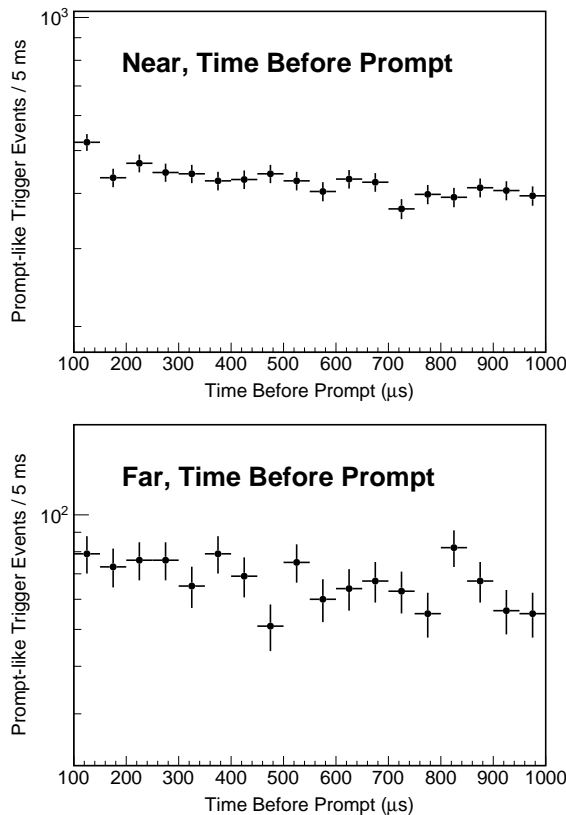 10³
Near, Time Before Prompt
Prompt-like Trigger Events / 5 ms
100 200 300 400 500 600 700 800 900 1000
Time Before Prompt (μs)
Far, Time Before Prompt
10²
Prompt-like Trigger Events / 5 ms
100 200 300 400 500 600 700 800 900 1000
Time Before Prompt (μs)